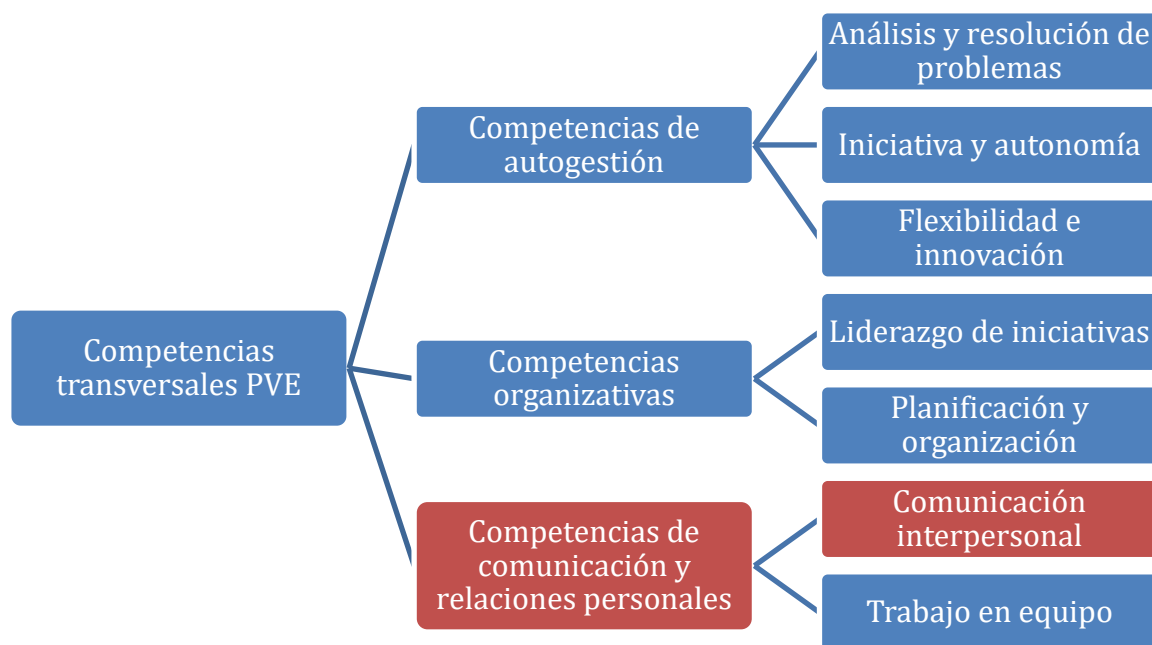 Competencias
transversales PVE
Competencias de
autogestión
Análisis y resolución de
problemas
Iniciativa y autonomía
Flexibilidad e
innovación
Competencias
organizativas
Liderazgo de iniciativas
Planificación y
organización
Competencias de
comunicación y
relaciones personales
Comunicación
interpersonal
Trabajo en equipo